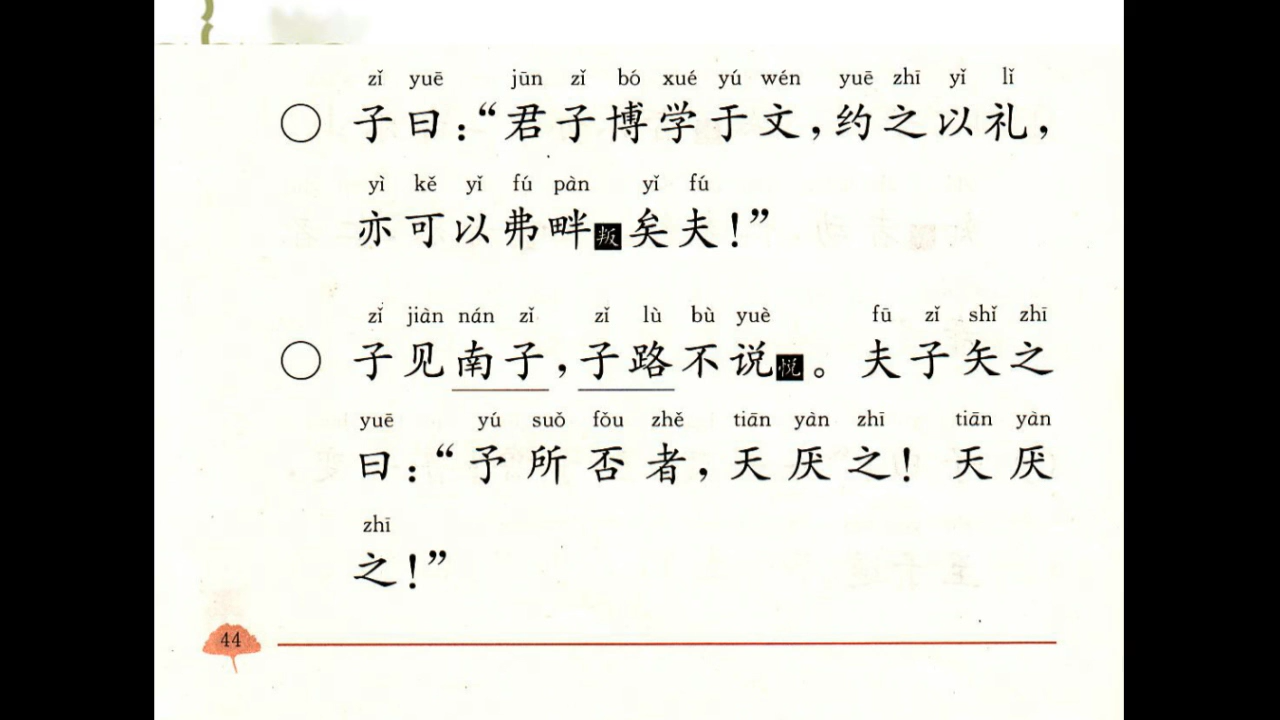 zǐ yuē jūn zǐ bó xué yú wén yuē zhī yǐ lǐ
○ 子曰：“君子博学于文，约之以礼，
yì kě yǐ fú pàn yǐ fú
亦可以弗畔叛矣夫！”
zǐ jiàn nán zǐ zǐ lù bù yuè fū zǐ shǐ zhī
○ 子见南子，子路不说悦。夫子矢之
yuē yú suǒ fǒu zhě tiān yàn zhī tiān yàn
曰：“予所否者，天厌之！天厌
zhī
之！”
44